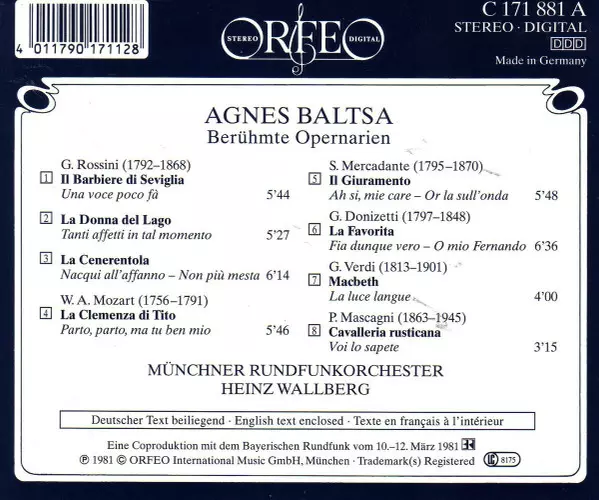 4 011790 171128
STEREO ORFEO DIGITAL
C 171 881 A
STEREO · DIGITAL
DDD
Made in Germany
AGNES BALTSA
Berühmte Opernarien
G. Rossini (1792–1868)
1 Il Barbiere di Seviglia
Una voce poco fà 5'44
2 La Donna del Lago
Tanti affetti in tal momento 5'27
3 La Cenerentola
Nacqui all'affanno – Non più mesta 6'14
W. A. Mozart (1756–1791)
4 La Clemenza di Tito
Parto, parto, ma tu ben mio 5'46
S. Mercadante (1795–1870)
5 Il Giuramento
Ah si, mie care – Or la sull'onda 5'48
G. Donizetti (1797–1848)
6 La Favorita
Fia dunque vero – O mio Fernando 6'36
G. Verdi (1813–1901)
7 Macbeth
La luce langue 4'00
P. Mascagni (1863–1945)
8 Cavalleria rusticana
Voi lo sapete 3'15
MÜNCHNER RUNDFUNKORCHESTER
HEINZ WALLBERG
Deutscher Text beiliegend · English text enclosed · Texte en français à l'intérieur
Eine Coproduktion mit dem Bayerischen Rundfunk vom 10.–12. März 1981
℗ 1981 © ORFEO International Music GmbH, München · Trademark(s) Registered LC 8175